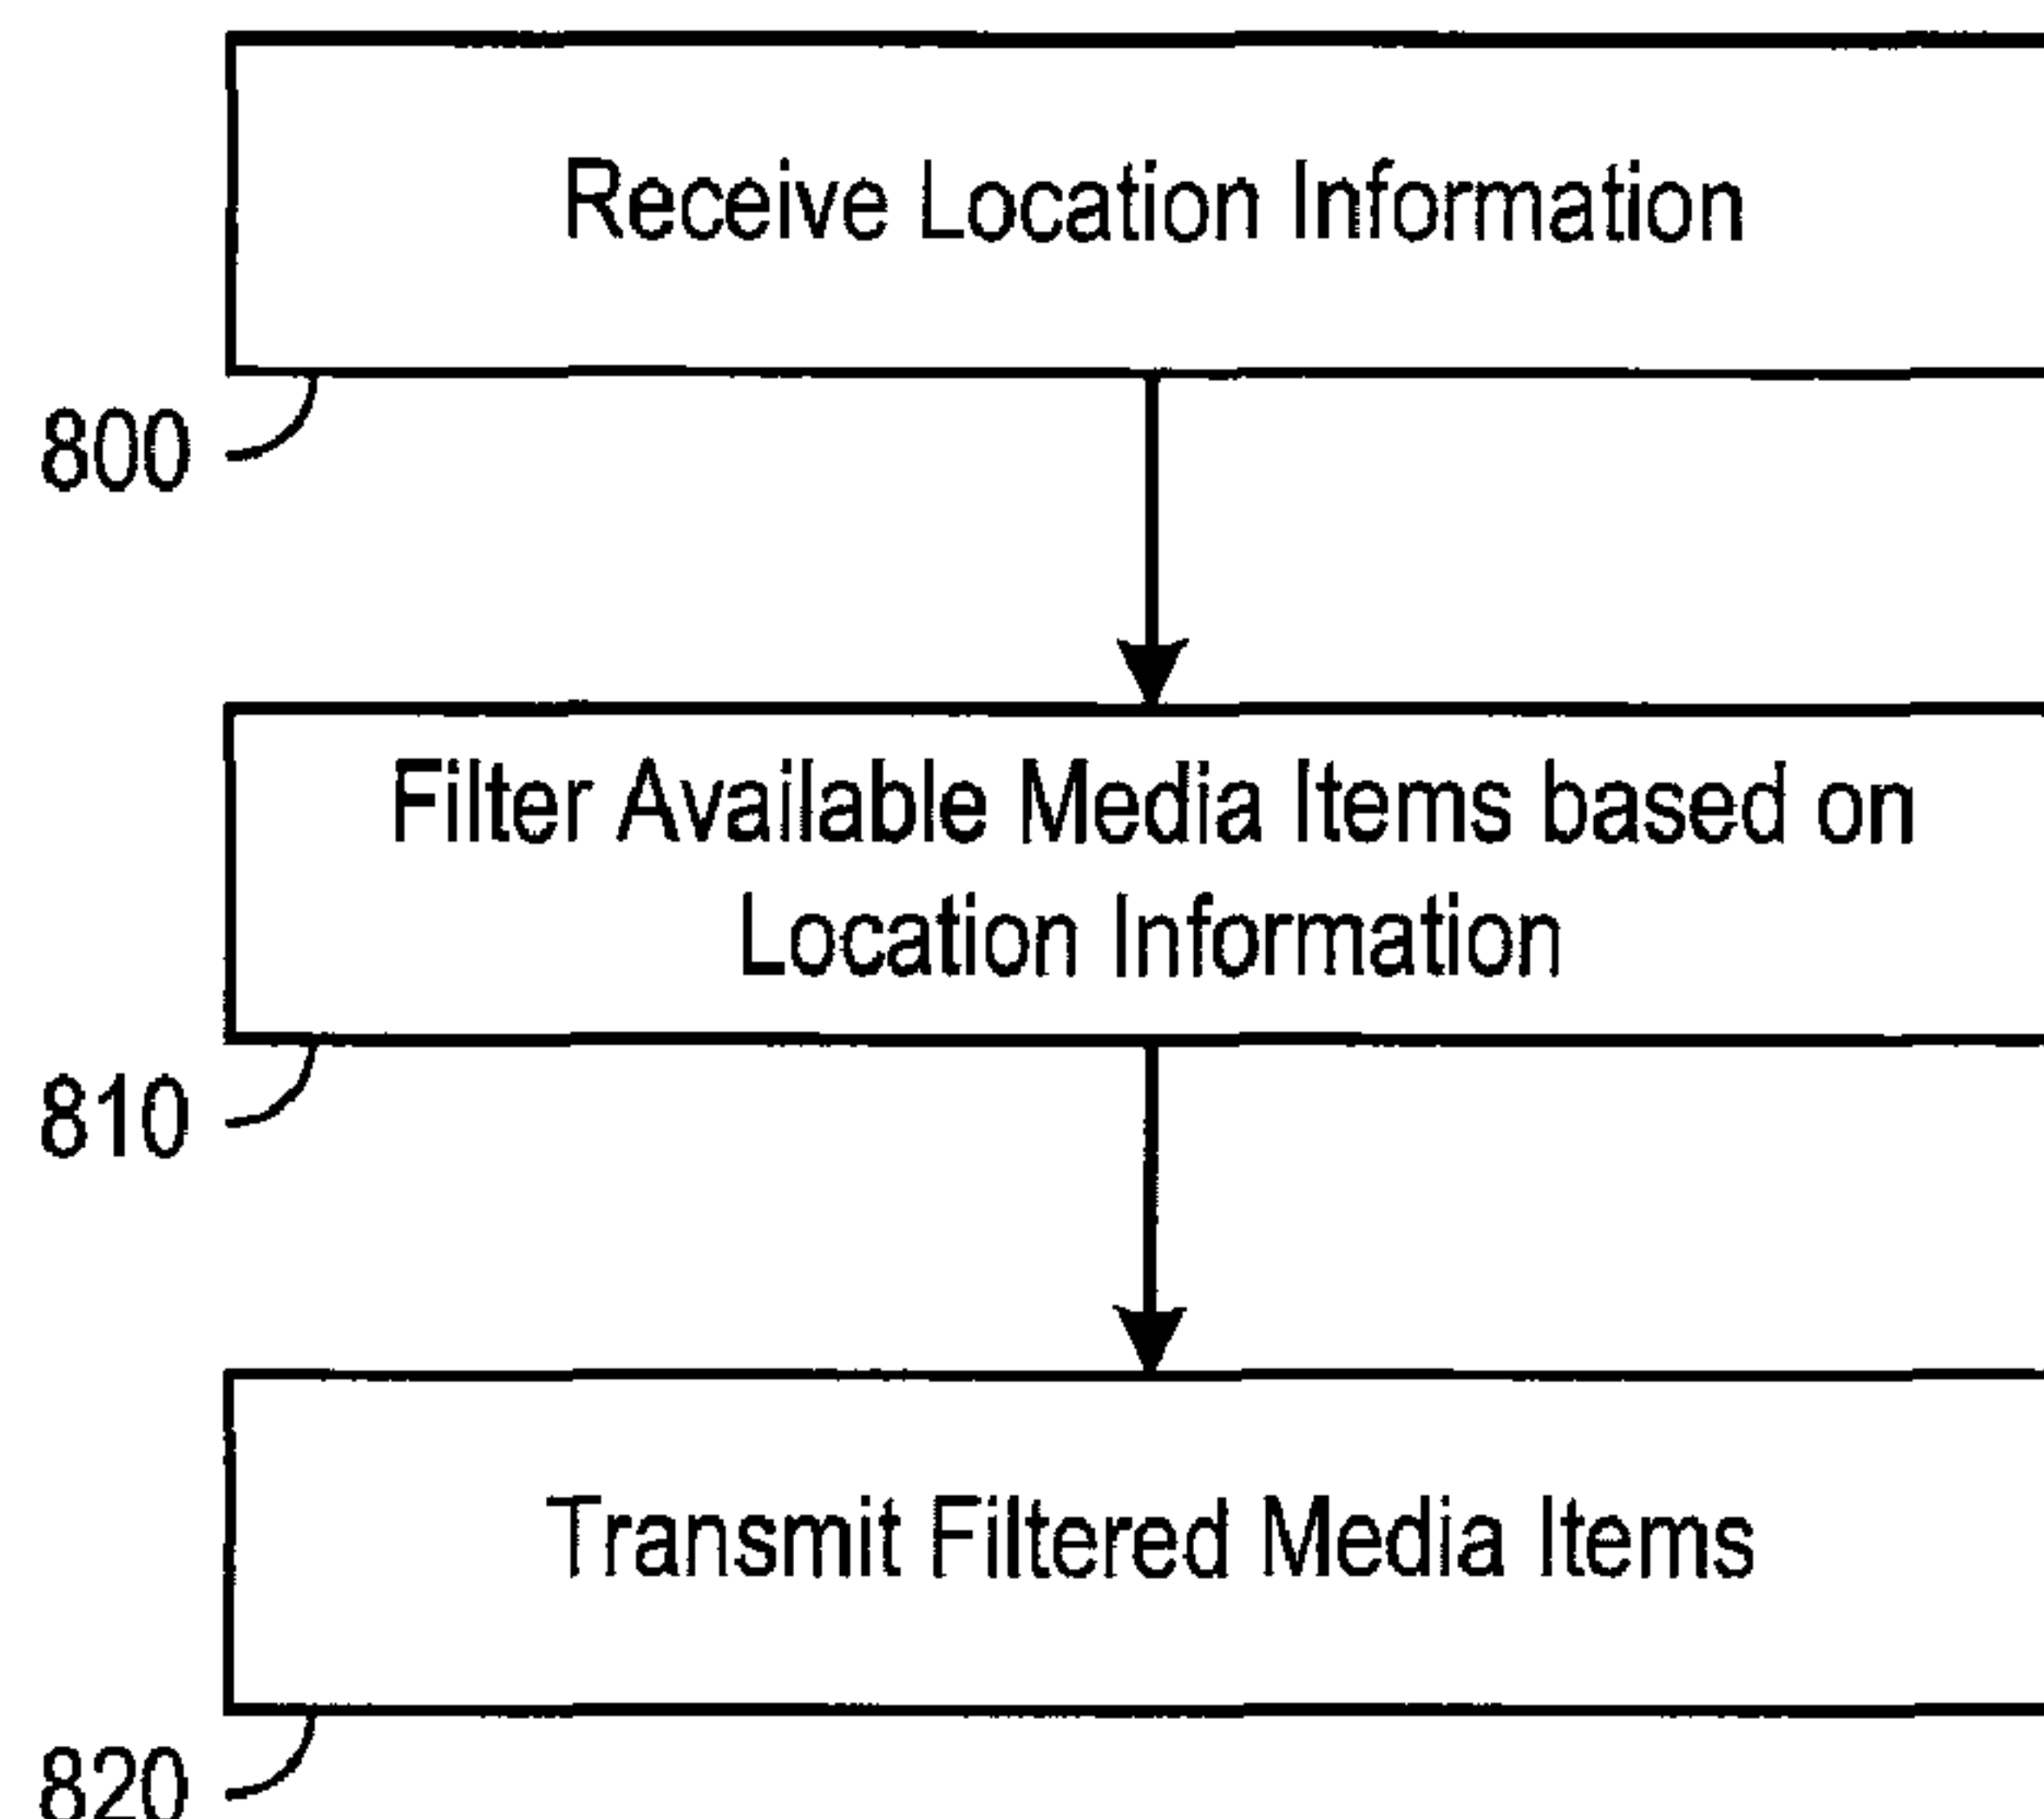 Receive Location Information
800
Filter Available Media Items based on
Location Information
810
Transmit Filtered Media Items
820